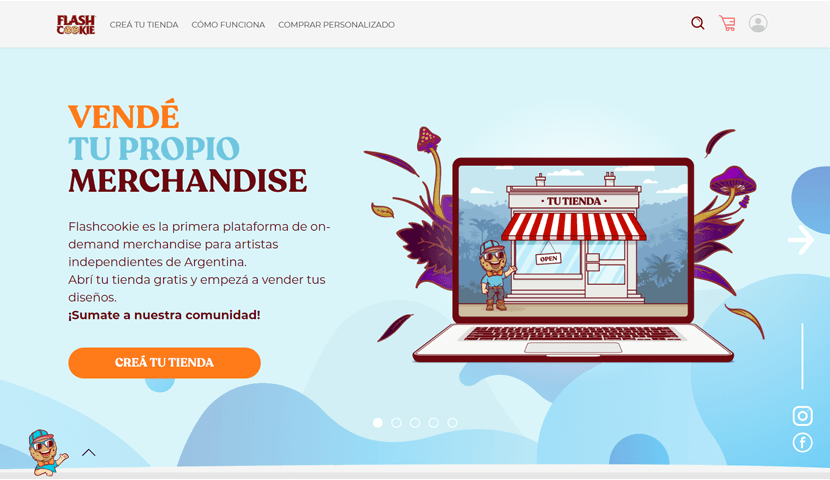 FLASH
COOKIE
CREÁ TU TIENDA
CÓMO FUNCIONA
COMPRAR PERSONALIZADO
VENDÉ
TU PROPIO
MERCHANDISE
Flashcookie es la primera plataforma de on-
demand merchandise para artistas
independientes de Argentina.
Abrí tu tienda gratis y empezá a vender tus
diseños.
¡Sumate a nuestra comunidad!
CREÁ TU TIENDA
· TU TIENDA ·
OPEN